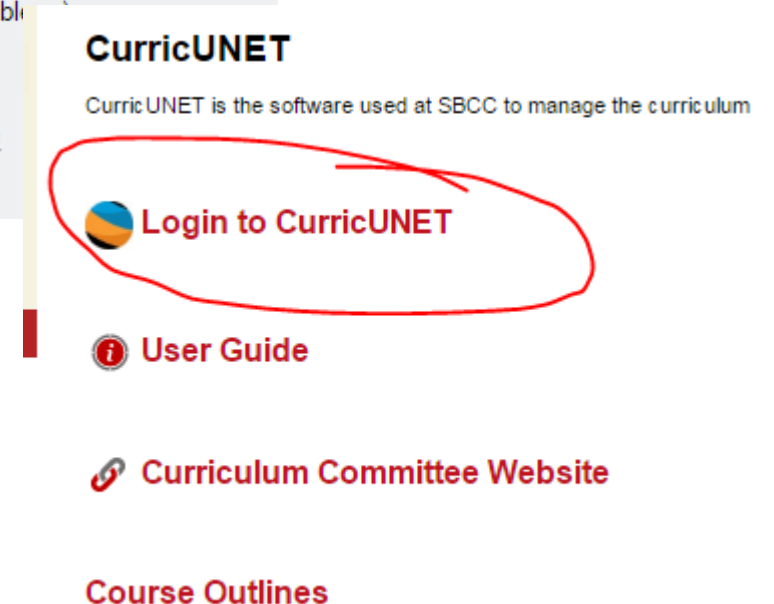 CurricUNET
CurricUNET is the software used at SBCC to manage the curriculum
Login to CurricUNET
User Guide
Curriculum Committee Website
Course Outlines